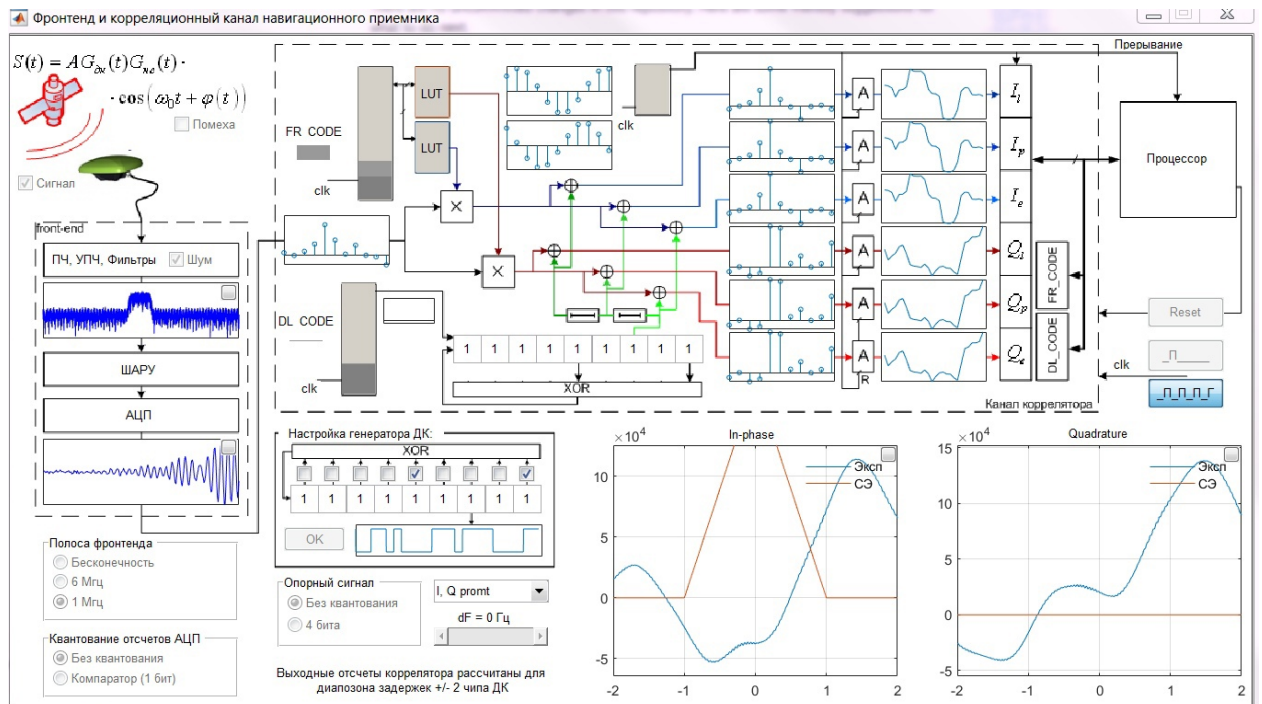 Фронтенд и корреляционный канал навигационного приемника
S(t) = AG_дк(t)G_нс(t) ·
· cos(ω₀t + φ(t))
Помеха
Сигнал
front-end
ПЧ, УПЧ, Фильтры
Шум
ШАРУ
АЦП
Полоса фронтенда
Бесконечность
6 Мгц
1 Мгц
Квантование отсчетов АЦП
Без квантования
Компаратор (1 бит)
FR CODE
clk
LUT
LUT
clk
X
X
DL CODE
clk
1 1 1 1 1 1 1 1 1
XOR
A
A
A
A
A
A
R
I_l
I_p
I_e
Q_l
Q_p
Q_e
FR_CODE
DL_CODE
Прерывание
Процессор
Канал коррелятора
clk
Reset
_П_____
_П_П_П_Г
Настройка генератора ДК:
XOR
1 1 1 1 1 1 1 1 1
OK
Опорный сигнал
Без квантования
4 бита
I, Q promt
dF = 0 Гц
Выходные отсчеты коррелятора рассчитаны для
диапозона задержек +/- 2 чипа ДК
×10⁴
In-phase
Эксп
СЭ
10
5
0
-5
-2 -1 0 1 2
×10⁴
Quadrature
Эксп
СЭ
15
10
5
0
-5
-2 -1 0 1 2